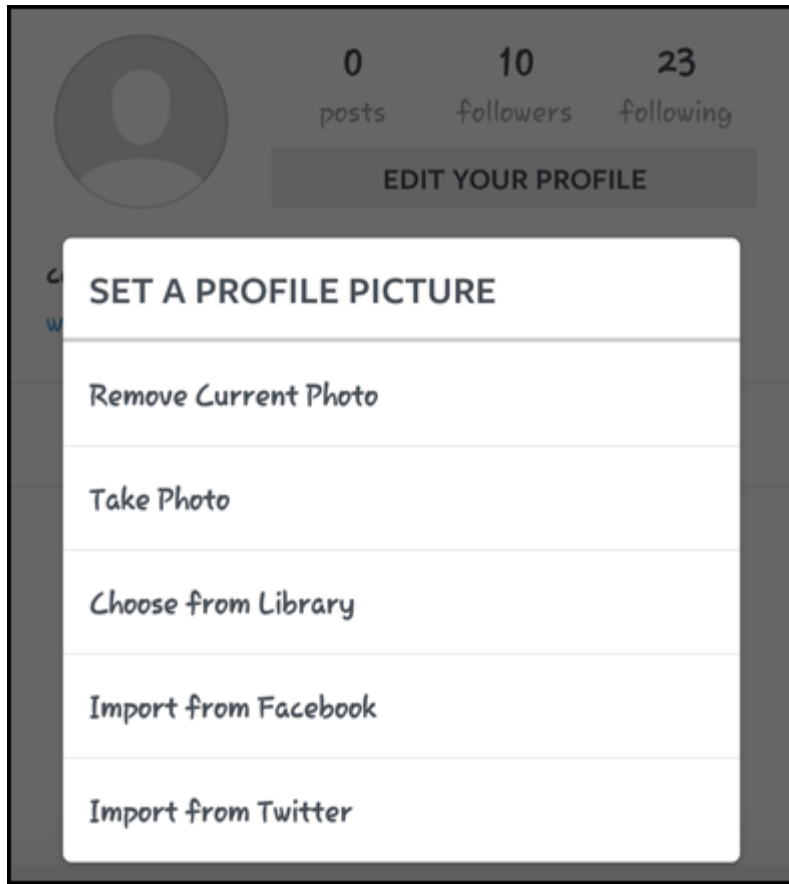 0 10 23
posts followers following
EDIT YOUR PROFILE
SET A PROFILE PICTURE
Remove Current Photo
Take Photo
Choose from Library
Import from Facebook
Import from Twitter